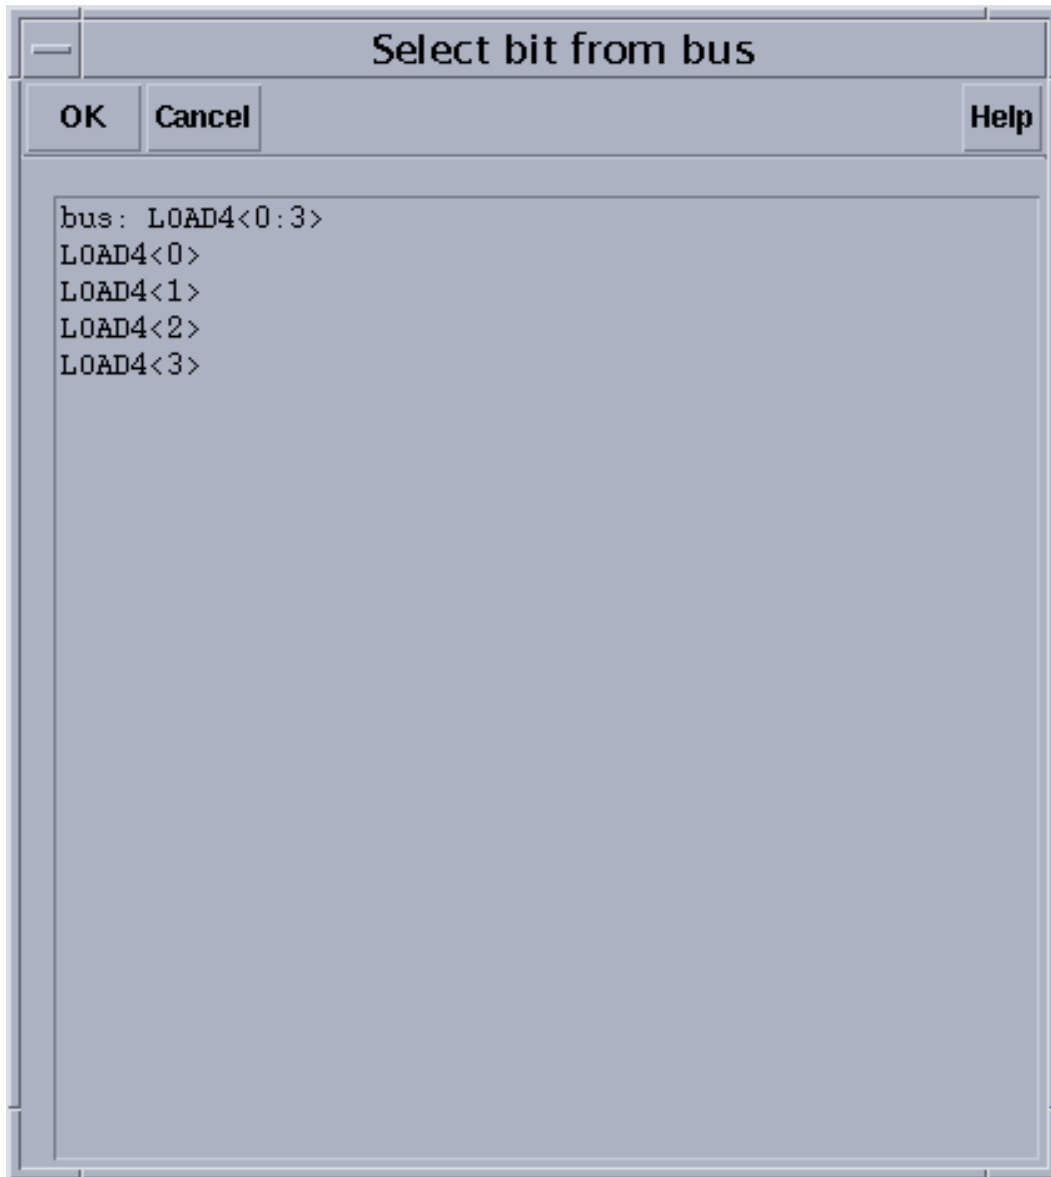 Select bit from bus
OK Cancel Help
bus: LOAD4<0:3>
LOAD4<0>
LOAD4<1>
LOAD4<2>
LOAD4<3>